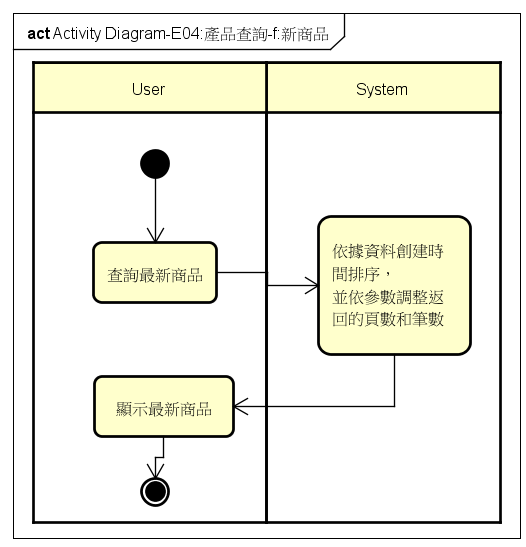 act Activity Diagram-E04:產品查詢-f:新商品
User
System
查詢最新商品
依據資料創建時
間排序，
並依參數調整返
回的頁數和筆數
顯示最新商品